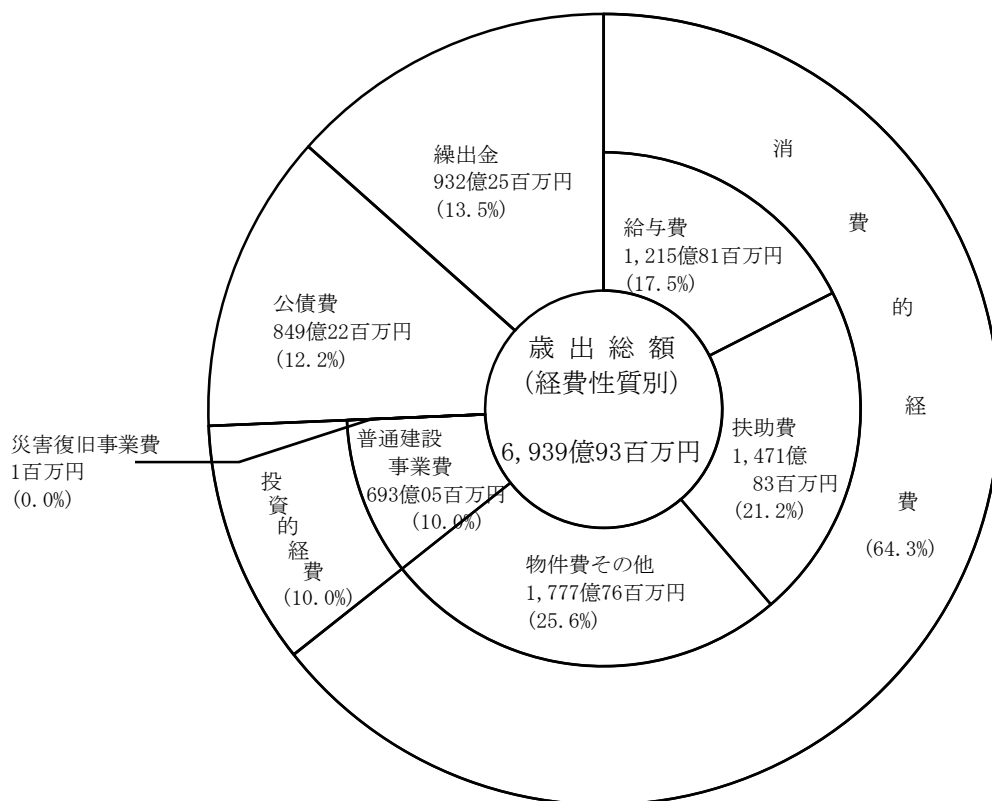 歳出総額
(経費性質別)
6,939億93百万円
消費的経費
(64.3%)
給与費
1,215億81百万円
(17.5%)
扶助費
1,471億
83百万円
(21.2%)
物件費その他
1,777億76百万円
(25.6%)
投資的経費
(10.0%)
普通建設
事業費
693億05百万円
(10.0%)
災害復旧事業費
1百万円
(0.0%)
公債費
849億22百万円
(12.2%)
繰出金
932億25百万円
(13.5%)